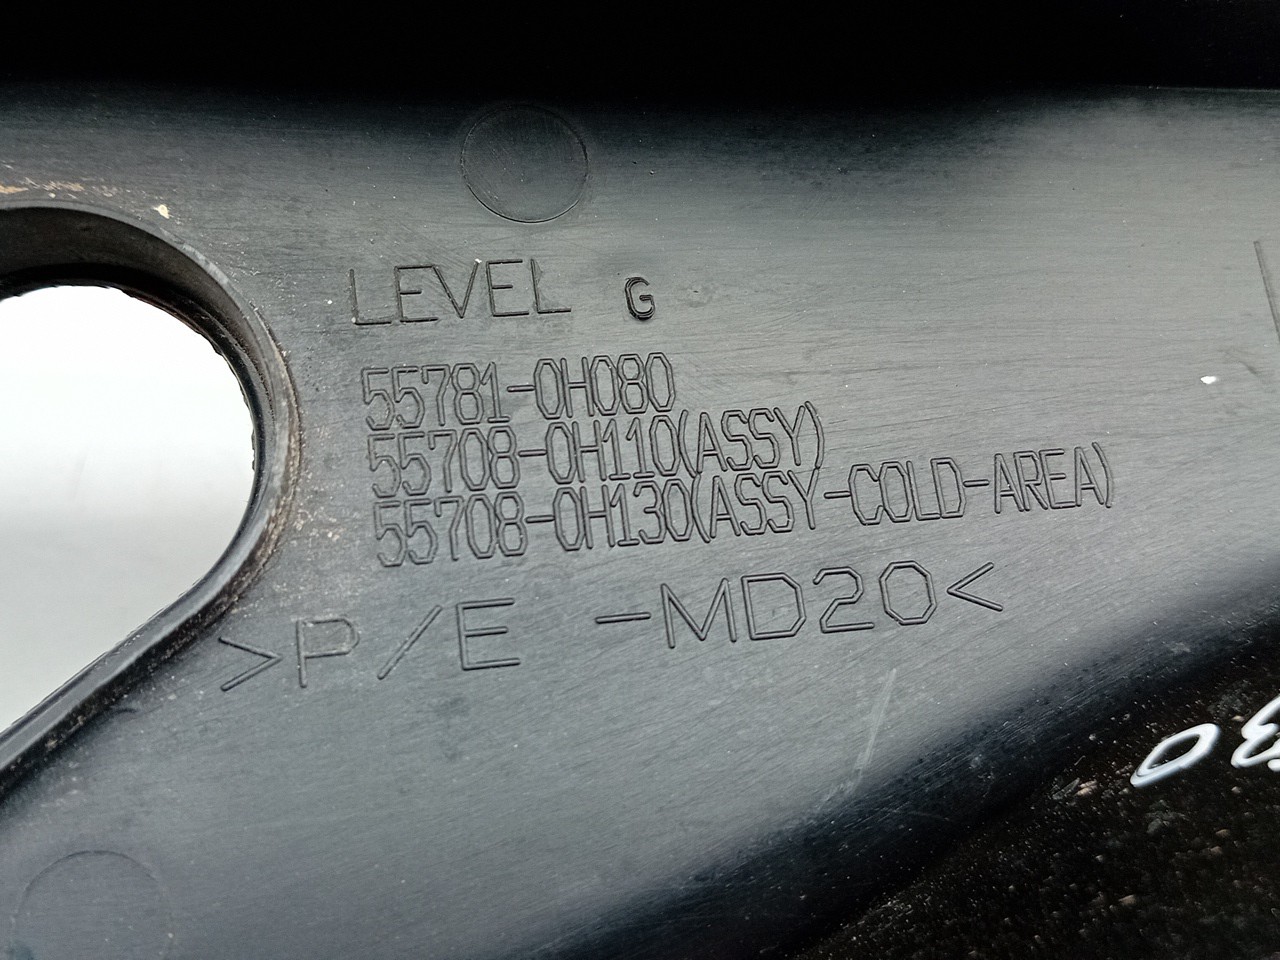 LEVEL G
55781-0H080
55708-0H110(ASSY)
55708-0H130(ASSY-COLD-AREA)
>P/E -MD20<